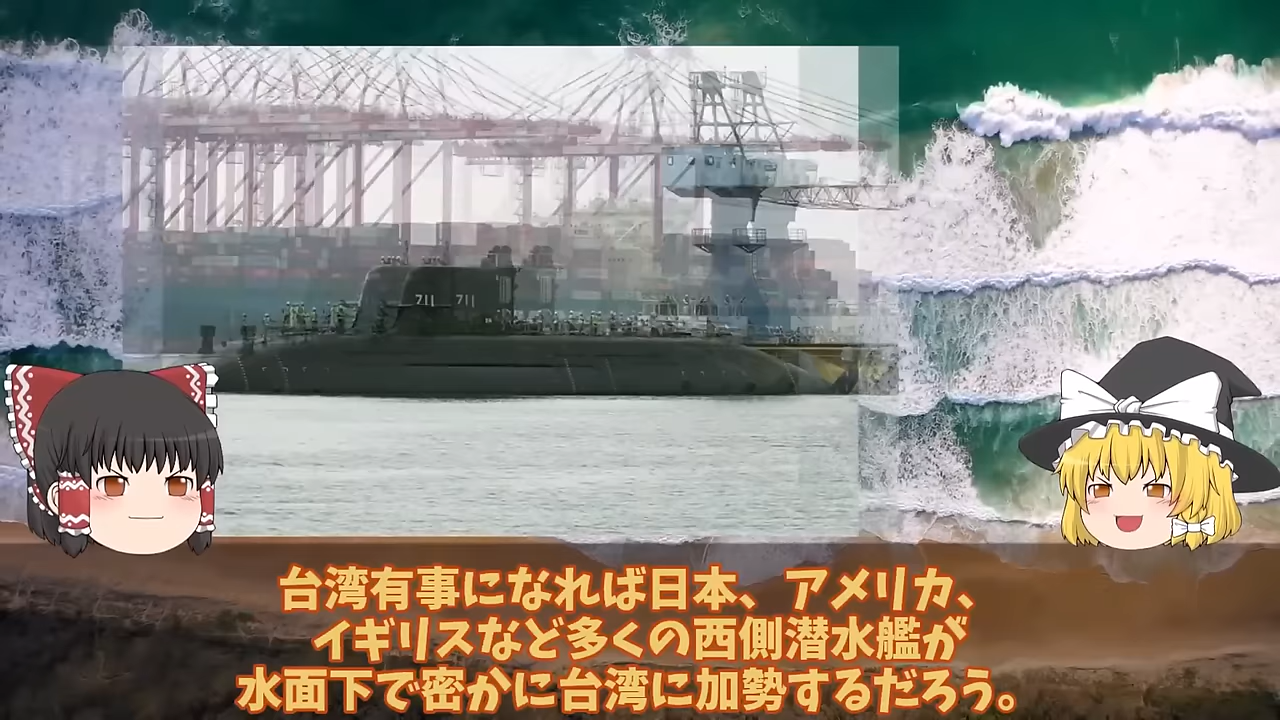 711 711
台湾有事になれば日本、アメリカ、
イギリスなど多くの西側潜水艦が
水面下で密かに台湾に加勢するだろう。